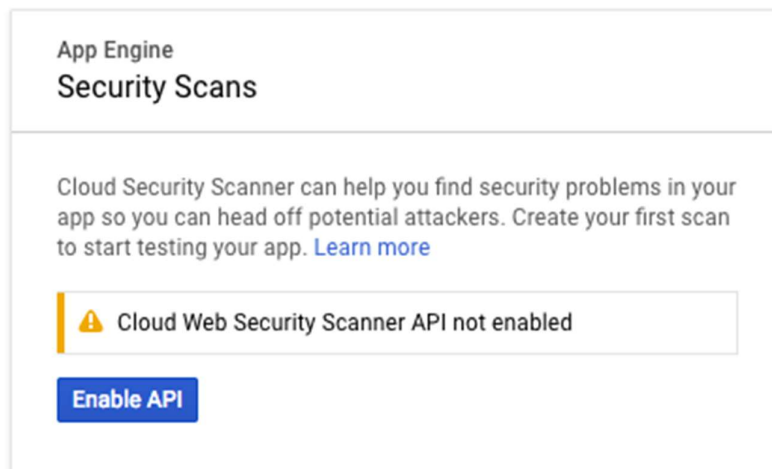 App Engine
Security Scans
Cloud Security Scanner can help you find security problems in your
app so you can head off potential attackers. Create your first scan
to start testing your app. Learn more
Cloud Web Security Scanner API not enabled
Enable API